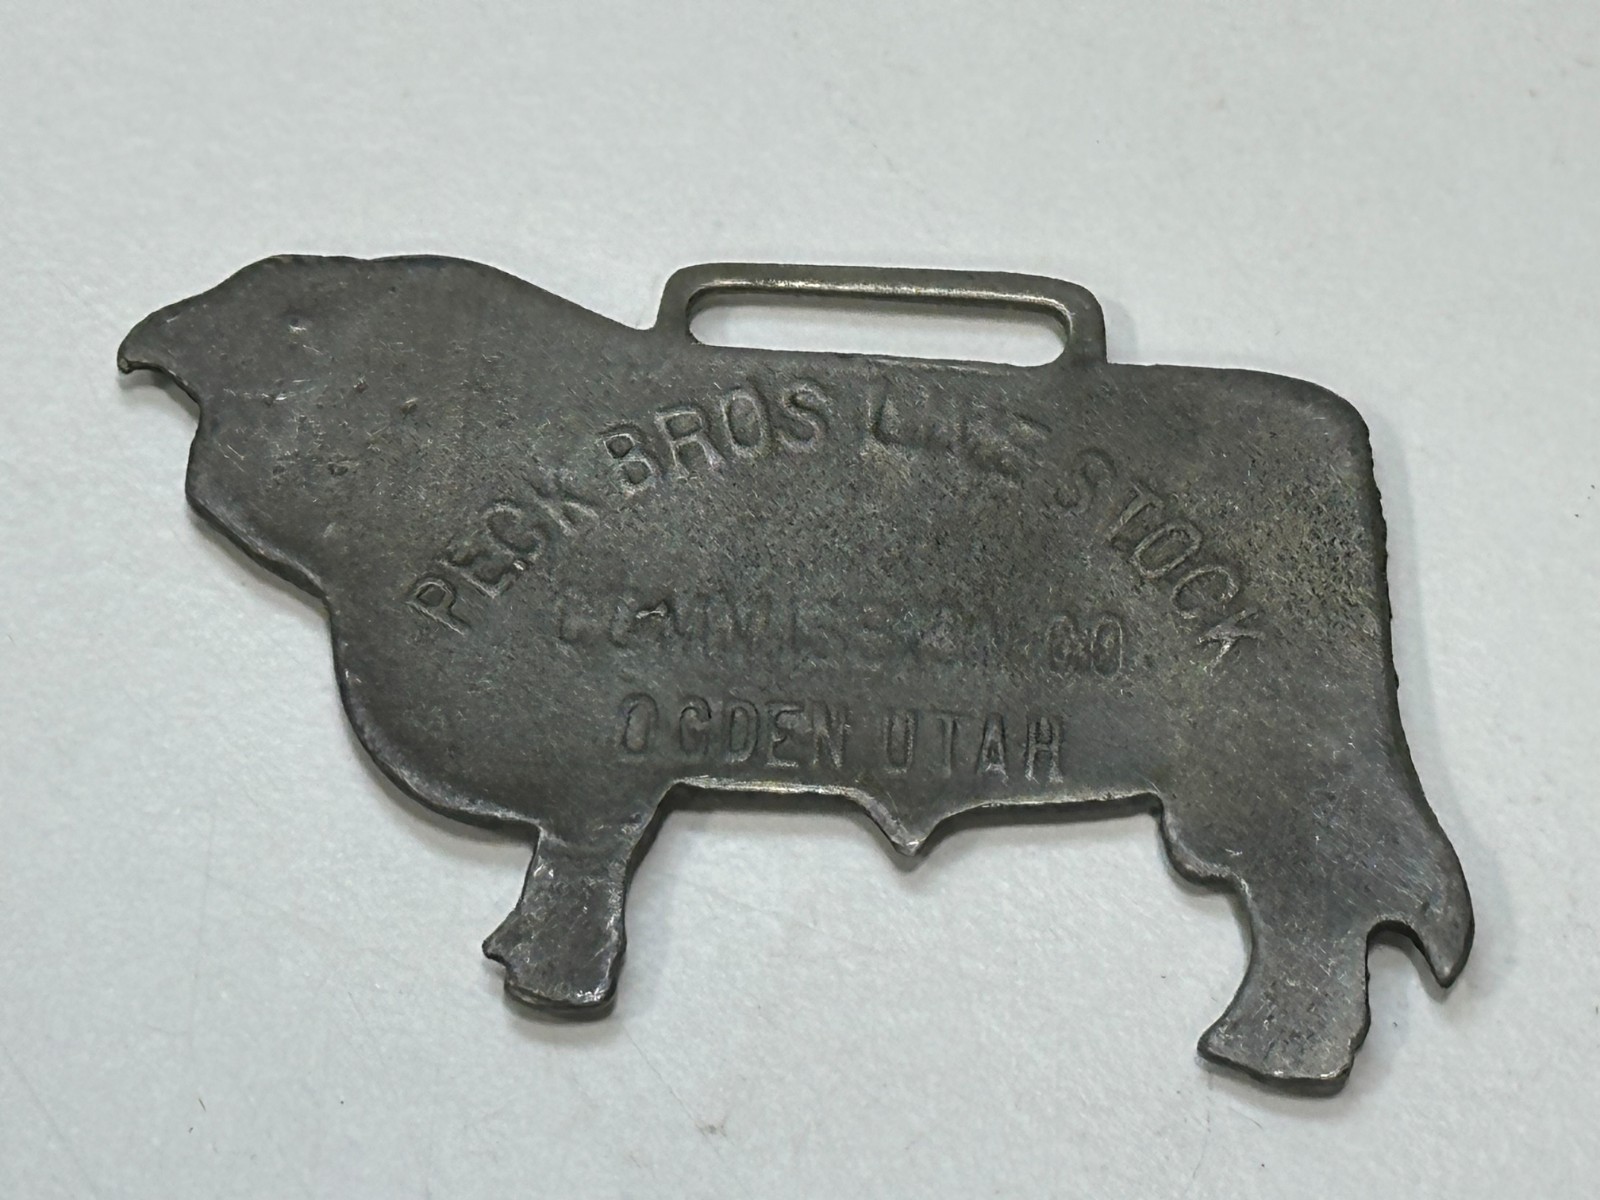 PECK BROS LIVE STOCK
COMMISSION CO
OGDEN UTAH